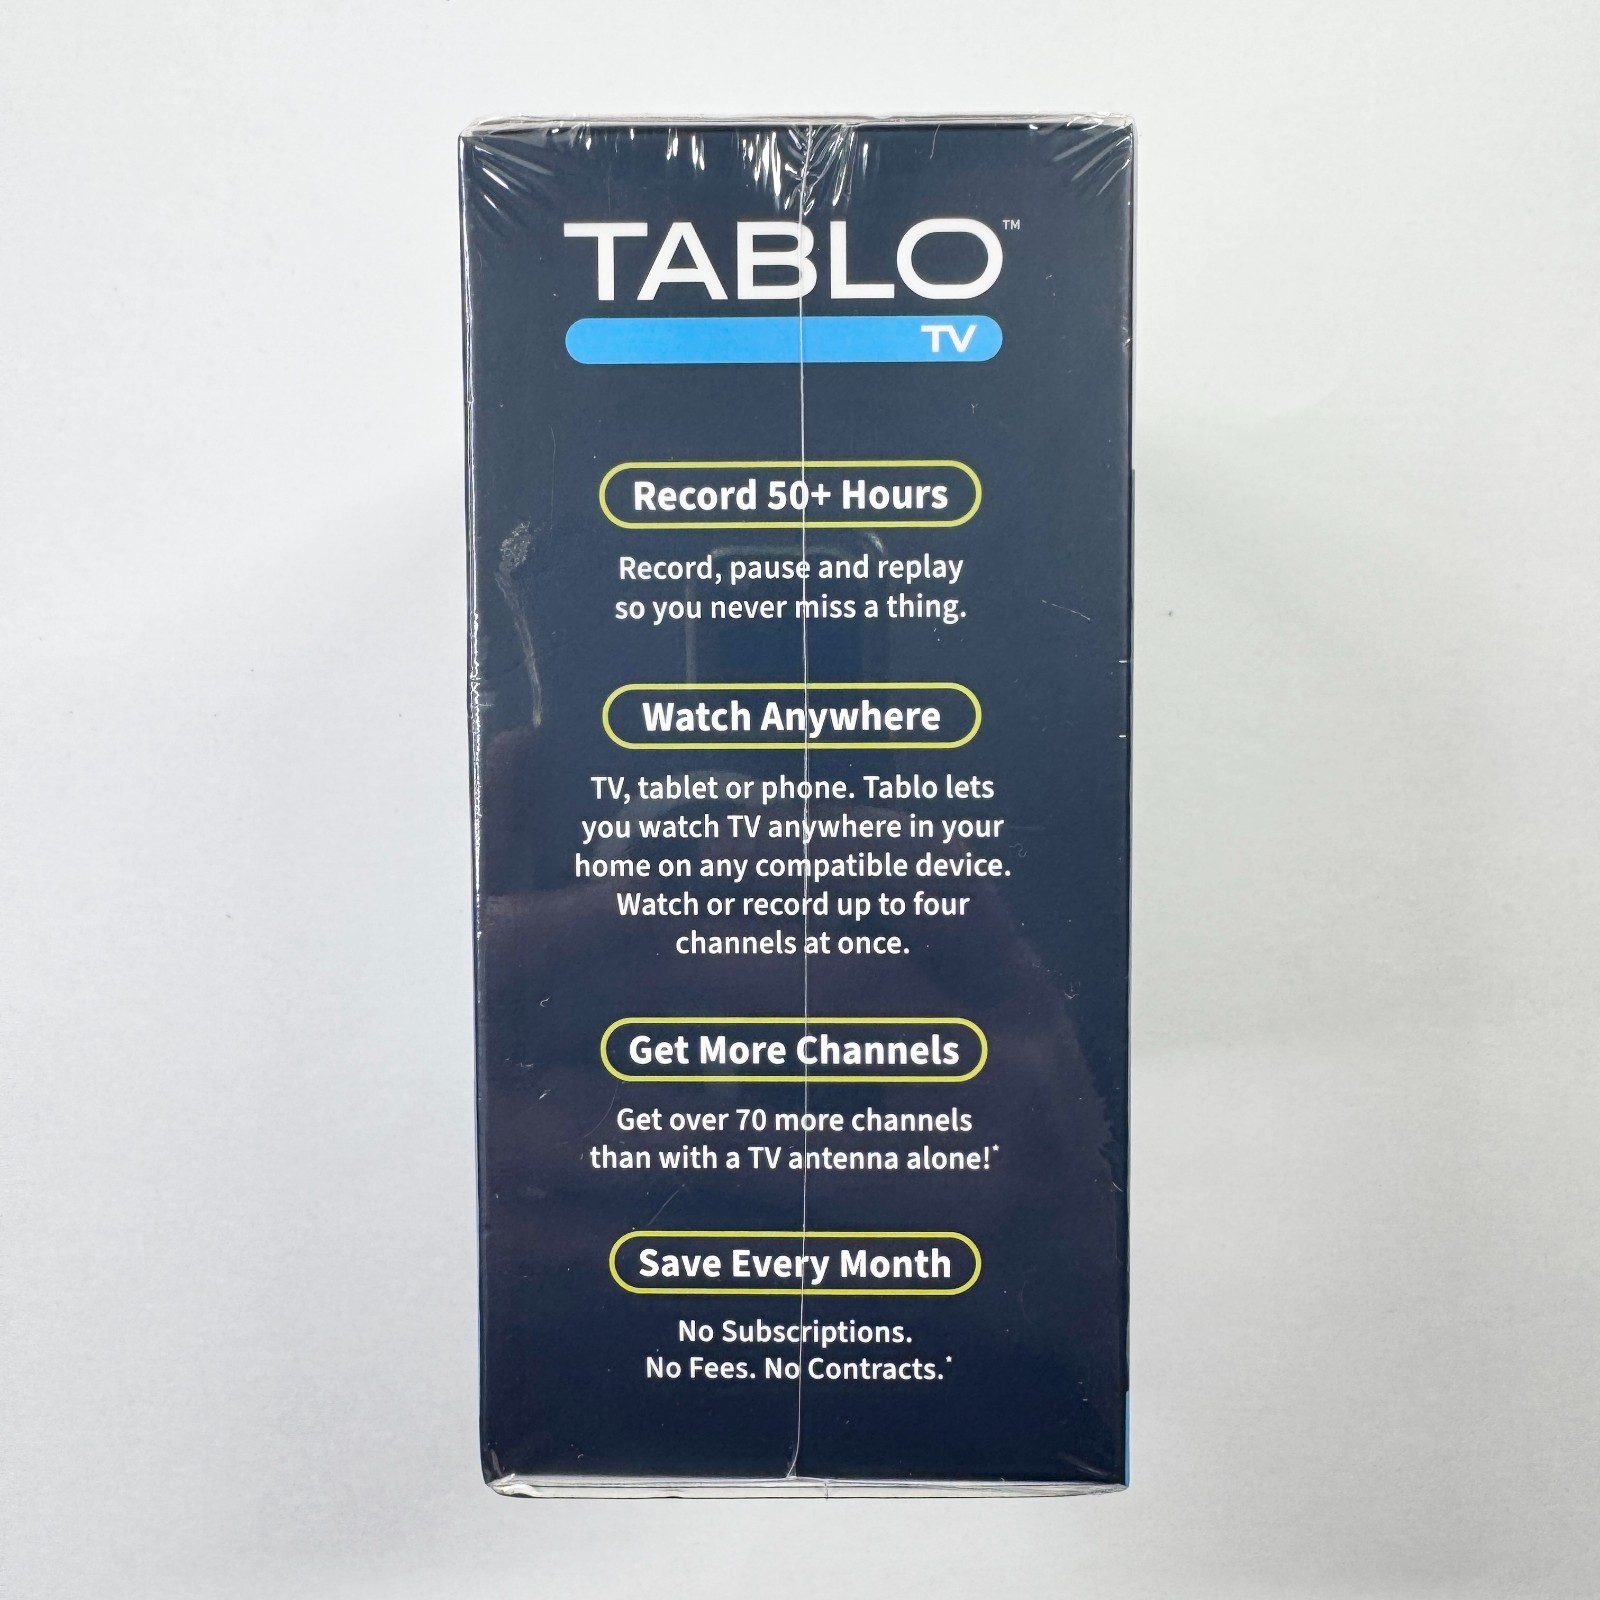 TABLO™
TV
Record 50+ Hours
Record, pause and replay
so you never miss a thing.
Watch Anywhere
TV, tablet or phone. Tablo lets
you watch TV anywhere in your
home on any compatible device.
Watch or record up to four
channels at once.
Get More Channels
Get over 70 more channels
than with a TV antenna alone!*
Save Every Month
No Subscriptions.
No Fees. No Contracts.*